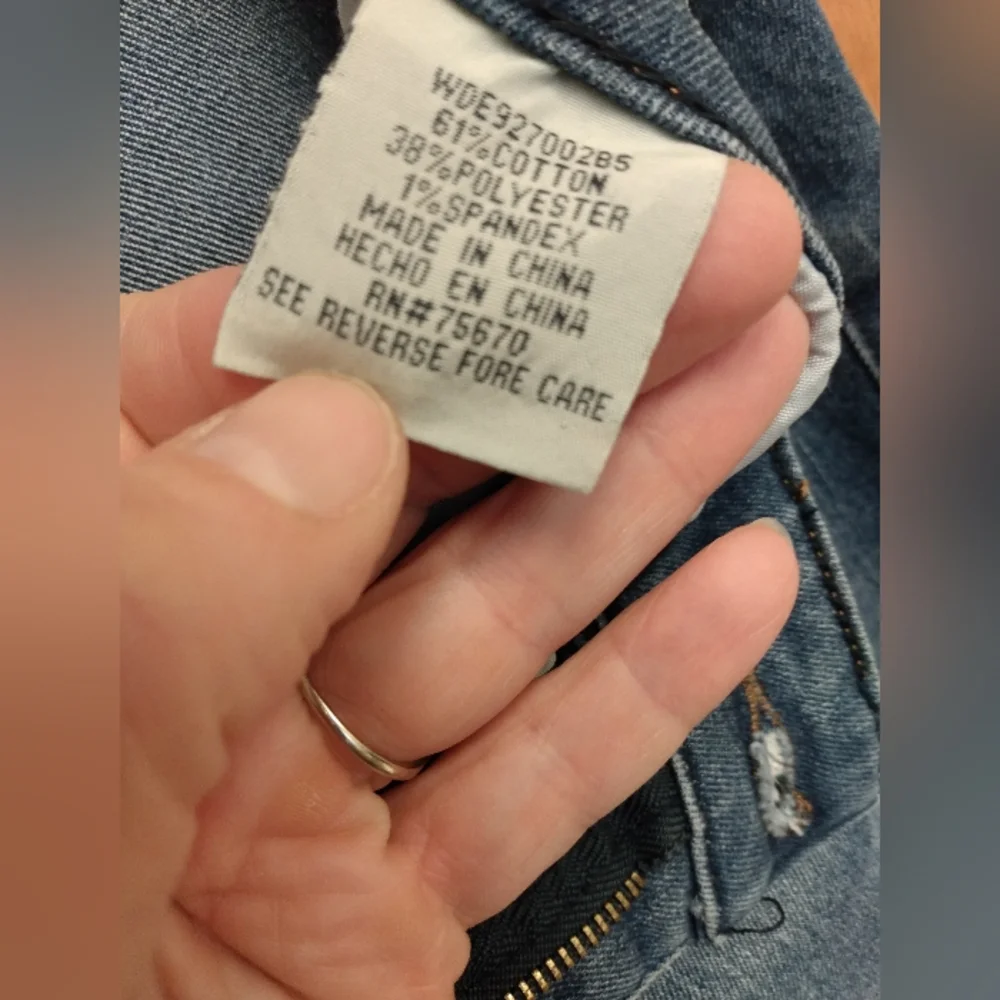 WDE927002B5
61%COTTON
38%POLYESTER
1%SPANDEX
MADE IN CHINA
HECHO EN CHINA
RN#75670
SEE REVERSE FORE CARE